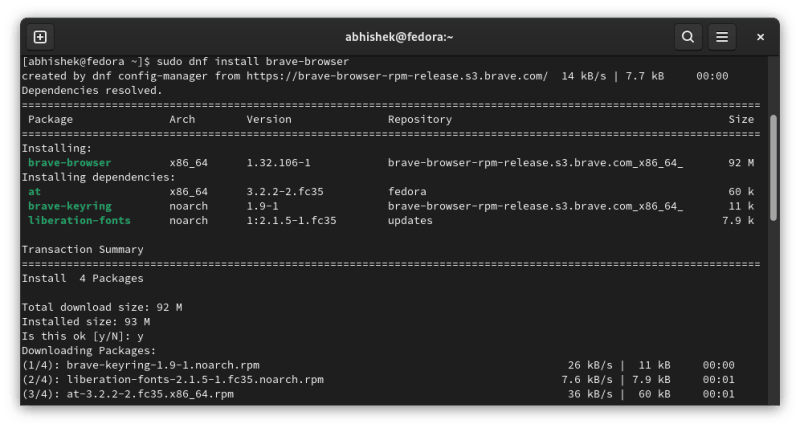 abhishek@fedora:~
[abhishek@fedora ~]$ sudo dnf install brave-browser
created by dnf config-manager from https://brave-browser-rpm-release.s3.brave.com/  14 kB/s | 7.7 kB     00:00
Dependencies resolved.
================================================================================================================
 Package               Arch        Version               Repository                                        Size
================================================================================================================
Installing:
 brave-browser         x86_64      1.32.106-1            brave-browser-rpm-release.s3.brave.com_x86_64_    92 M
Installing dependencies:
 at                    x86_64      3.2.2-2.fc35          fedora                                            60 k
 brave-keyring         noarch      1.9-1                 brave-browser-rpm-release.s3.brave.com_x86_64_    11 k
 liberation-fonts      noarch      1:2.1.5-1.fc35        updates                                          7.9 k
Transaction Summary
================================================================================================================
Install  4 Packages
Total download size: 92 M
Installed size: 93 M
Is this ok [y/N]: y
Downloading Packages:
(1/4): brave-keyring-1.9-1.noarch.rpm                                               26 kB/s |  11 kB     00:00
(2/4): liberation-fonts-2.1.5-1.fc35.noarch.rpm                                    7.6 kB/s | 7.9 kB     00:01
(3/4): at-3.2.2-2.fc35.x86_64.rpm                                                   36 kB/s |  60 kB     00:01